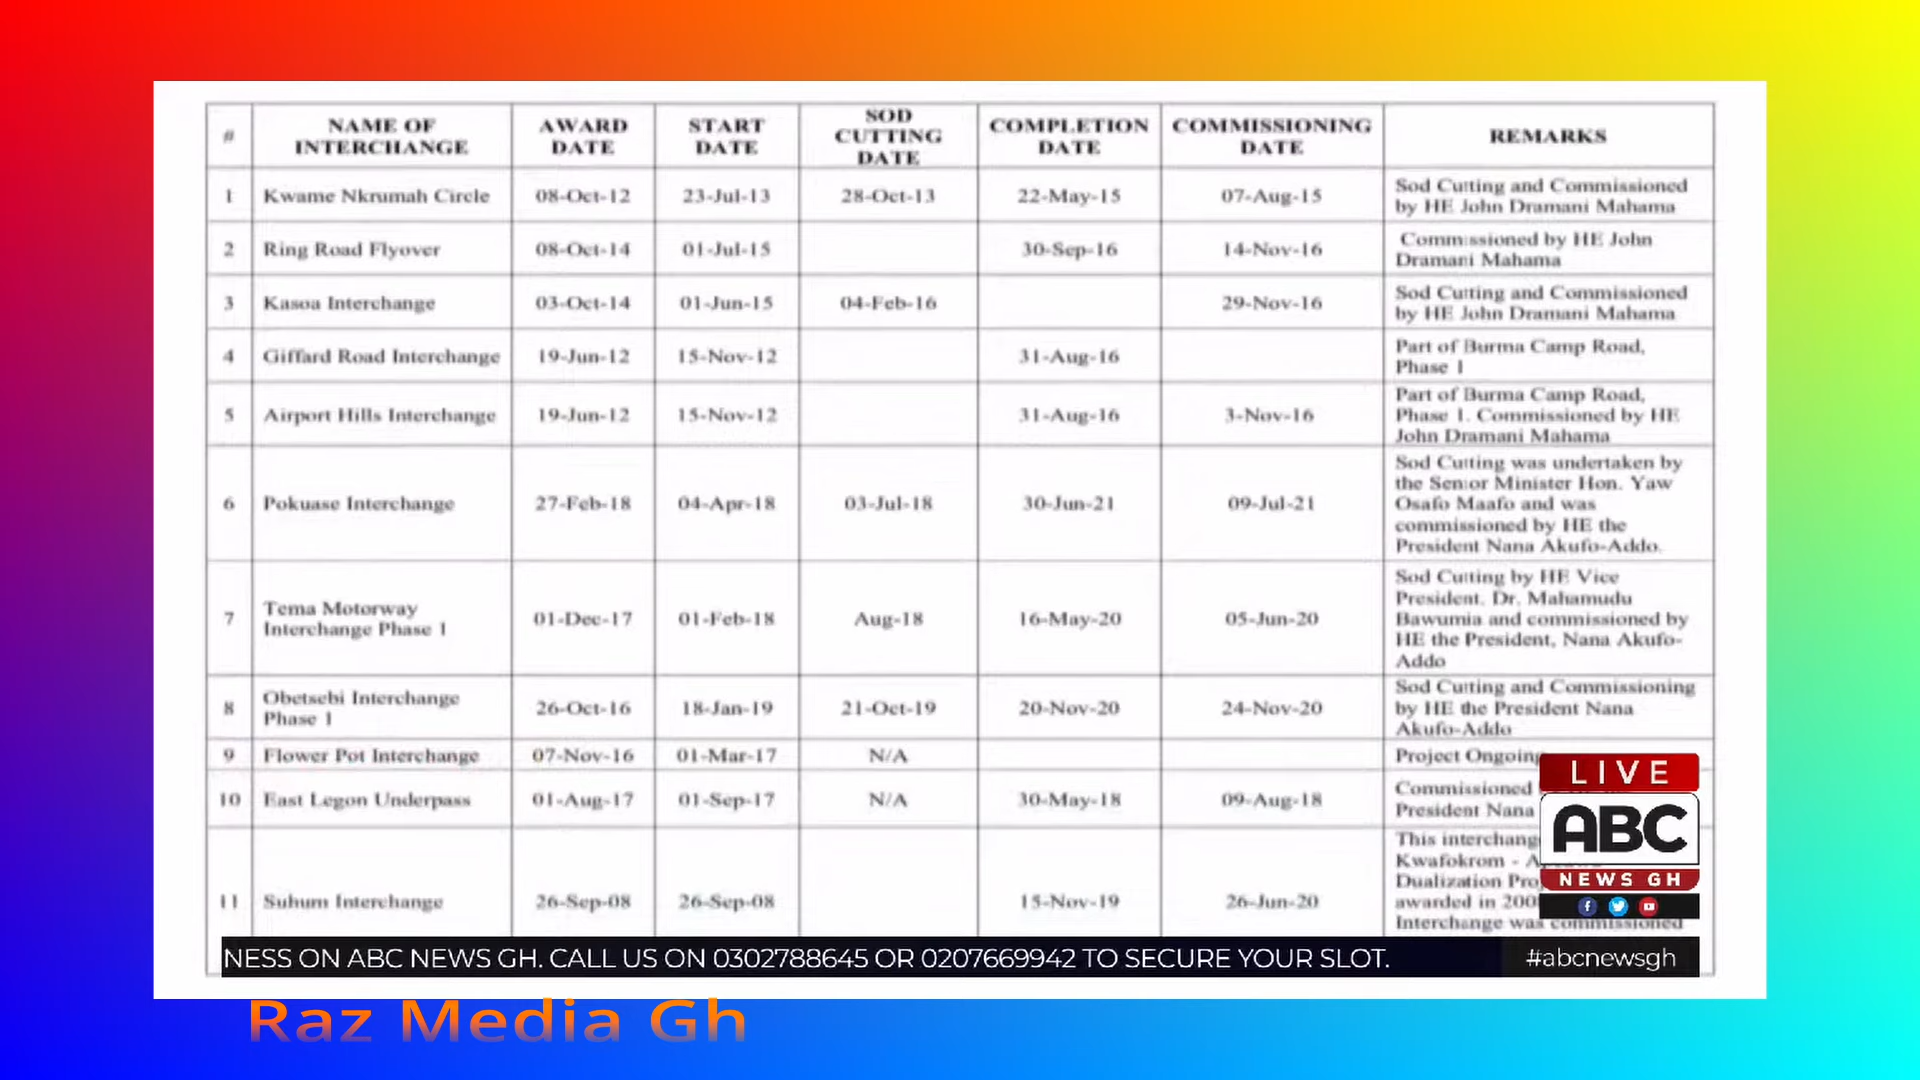 # NAME OF INTERCHANGE AWARD DATE START DATE SOD CUTTING DATE COMPLETION DATE COMMISSIONING DATE REMARKS
1 Kwame Nkrumah Circle 08-Oct-12 23-Jul-13 28-Oct-13 22-May-15 07-Aug-15 Sod Cutting and Commissioned
by HE John Dramani Mahama
2 Ring Road Flyover 08-Oct-14 01-Jul-15 30-Sep-16 14-Nov-16 Commissioned by HE John
Dramani Mahama
3 Kasoa Interchange 03-Oct-14 01-Jun-15 04-Feb-16 29-Nov-16 Sod Cutting and Commissioned
by HE John Dramani Mahama
4 Giffard Road Interchange 19-Jun-12 15-Nov-12 31-Aug-16 Part of Burma Camp Road,
Phase 1
5 Airport Hills Interchange 19-Jun-12 15-Nov-12 31-Aug-16 3-Nov-16 Part of Burma Camp Road,
Phase 1. Commissioned by HE
John Dramani Mahama
6 Pokuase Interchange 27-Feb-18 04-Apr-18 03-Jul-18 30-Jun-21 09-Jul-21 Sod Cutting was undertaken by
the Senior Minister Hon. Yaw
Osafo Maafo and was
commissioned by HE the
President Nana Akufo-Addo.
7 Tema Motorway Interchange Phase 1 01-Dec-17 01-Feb-18 Aug-18 16-May-20 05-Jun-20 Sod Cutting by HE Vice
President. Dr. Mahamudu
Bawumia and commissioned by
HE the President, Nana Akufo-
Addo
8 Obetsebi Interchange Phase 1 26-Oct-16 18-Jan-19 21-Oct-19 20-Nov-20 24-Nov-20 Sod Cutting and Commissioning
by HE the President Nana
Akufo-Addo
9 Flower Pot Interchange 07-Nov-16 01-Mar-17 N/A Project Ongoing
10 East Legon Underpass 01-Aug-17 01-Sep-17 N/A 30-May-18 09-Aug-18 Commissioned
President Nana
11 Suhum Interchange 26-Sep-08 26-Sep-08 15-Nov-19 26-Jun-20 This interchang
Kwafokrom -
Dualization Pro
awarded in 200
Interchange was commissioned
LIVE
ABC
NEWS GH
NESS ON ABC NEWS GH. CALL US ON 0302788645 OR 0207669942 TO SECURE YOUR SLOT.
#abcnewsgh
Raz Media Gh